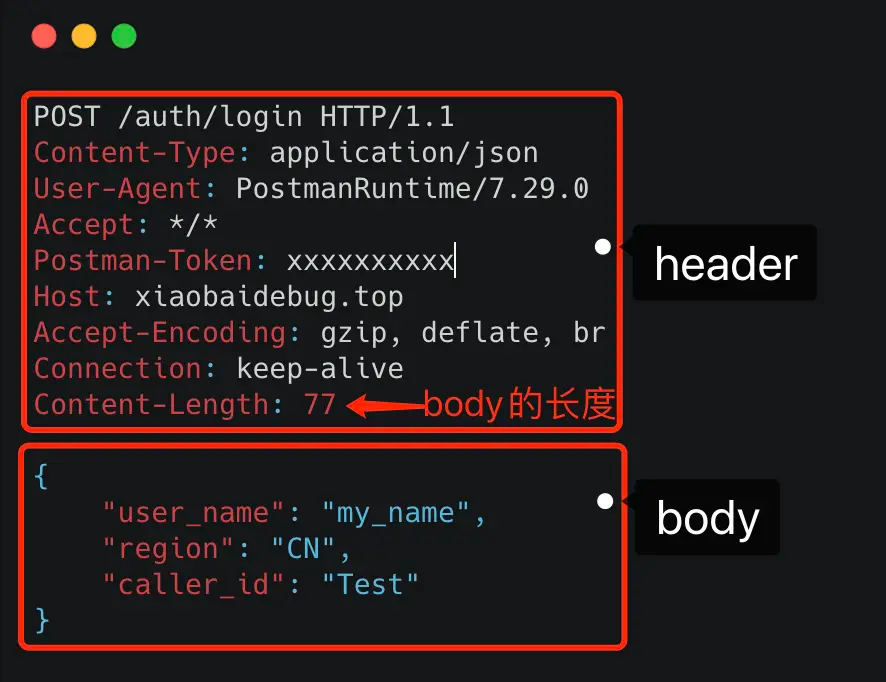 POST /auth/login HTTP/1.1
Content-Type: application/json
User-Agent: PostmanRuntime/7.29.0
Accept: */*
Postman-Token: xxxxxxxxxx
header
Host: xiaobaidebug.top
Accept-Encoding: gzip, deflate, br
Connection: keep-alive
Content-Length: 77 body的长度
{
    "user_name": "my_name",
body
    "region": "CN",
    "caller_id": "Test"
}